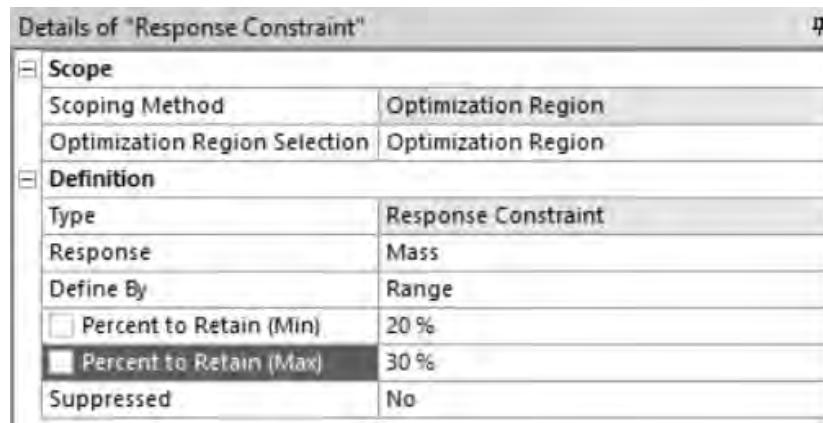 Details of "Response Constraint"
Scope
Scoping Method Optimization Region
Optimization Region Selection Optimization Region
Definition
Type Response Constraint
Response Mass
Define By Range
Percent to Retain (Min) 20 %
Percent to Retain (Max) 30 %
Suppressed No